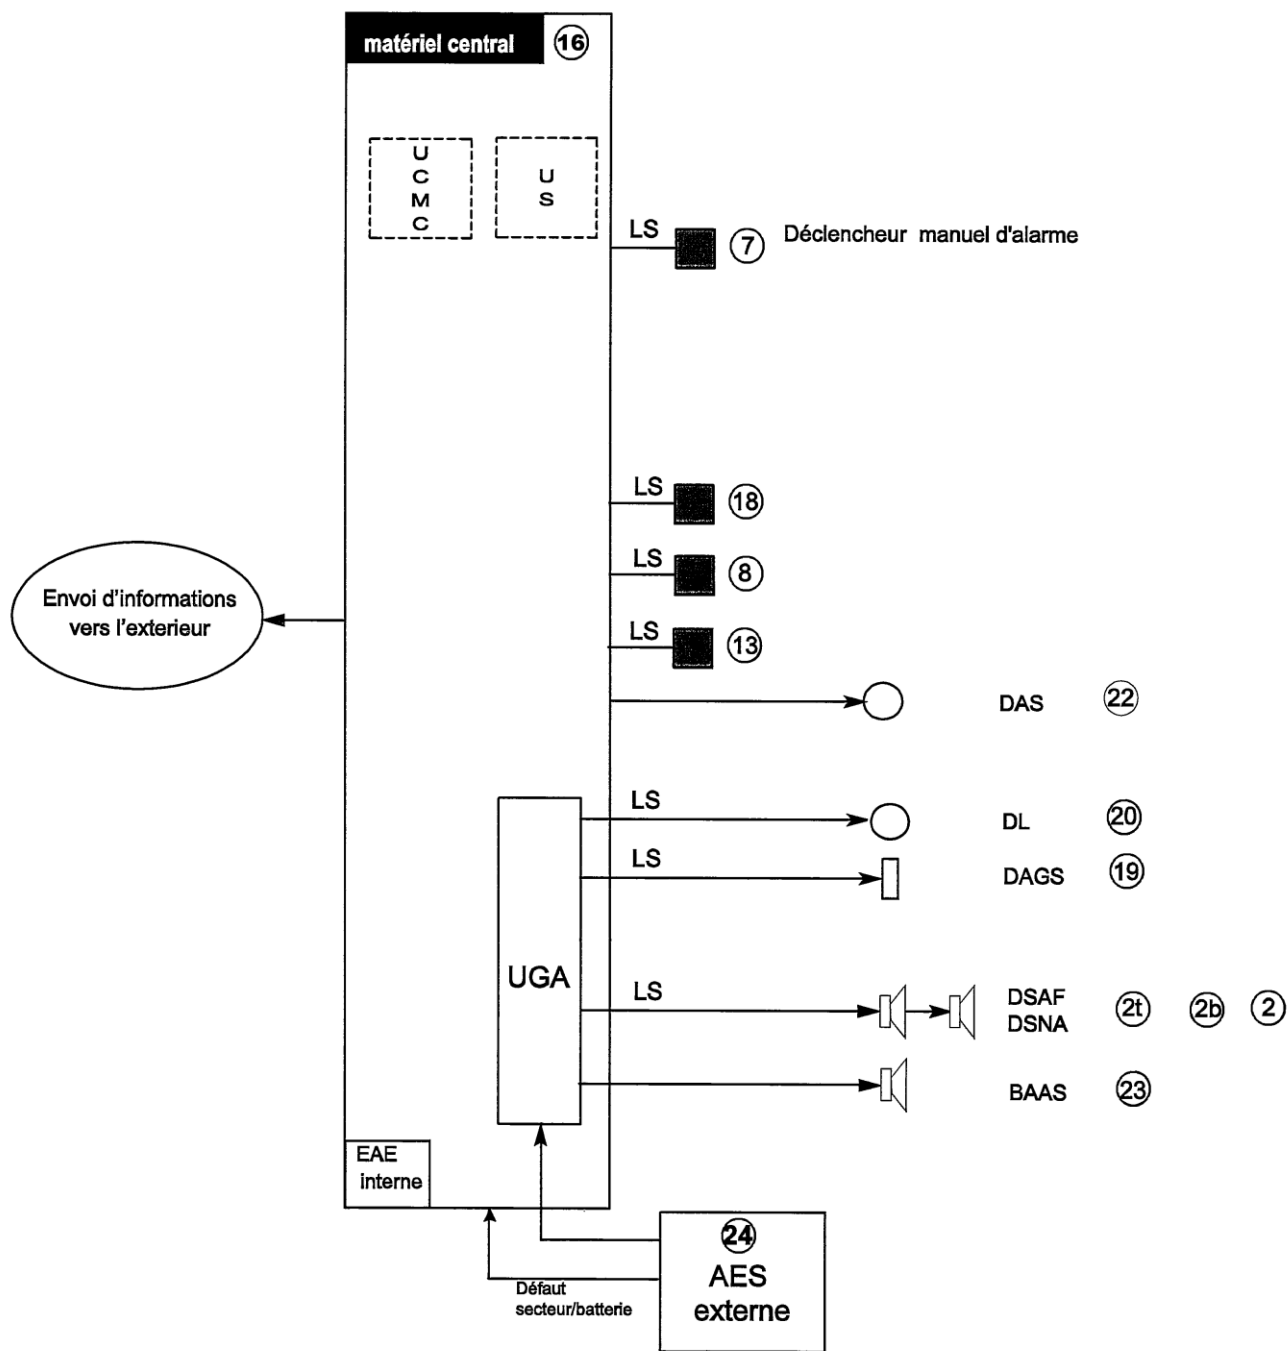 matériel central 16
U
C
M
C
U
S
LS 7 Déclencheur manuel d'alarme
LS 18
LS 8
LS 13
Envoi d'informations
vers l'exterieur
DAS 22
LS DL 20
LS DAGS 19
UGA
LS DSAF
DSNA 2t 2b 2
BAAS 23
EAE
interne
24
AES
externe
Défaut
secteur/batterie